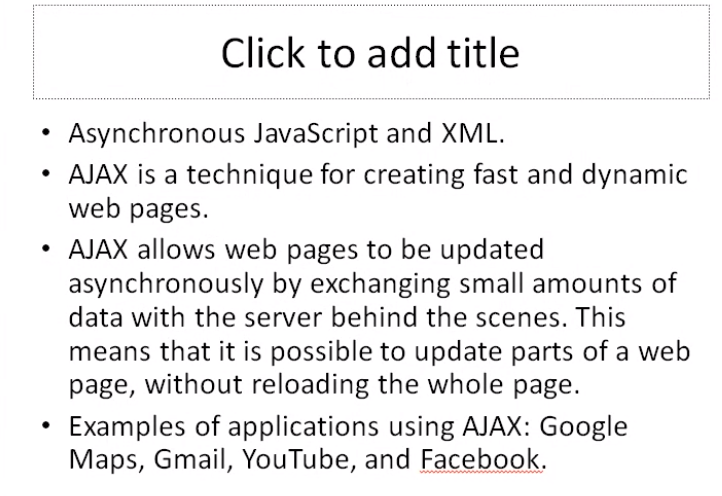 Click to add title
• Asynchronous JavaScript and XML.
• AJAX is a technique for creating fast and dynamic
web pages.
• AJAX allows web pages to be updated
asynchronously by exchanging small amounts of
data with the server behind the scenes. This
means that it is possible to update parts of a web
page, without reloading the whole page.
• Examples of applications using AJAX: Google
Maps, Gmail, YouTube, and Facebook.